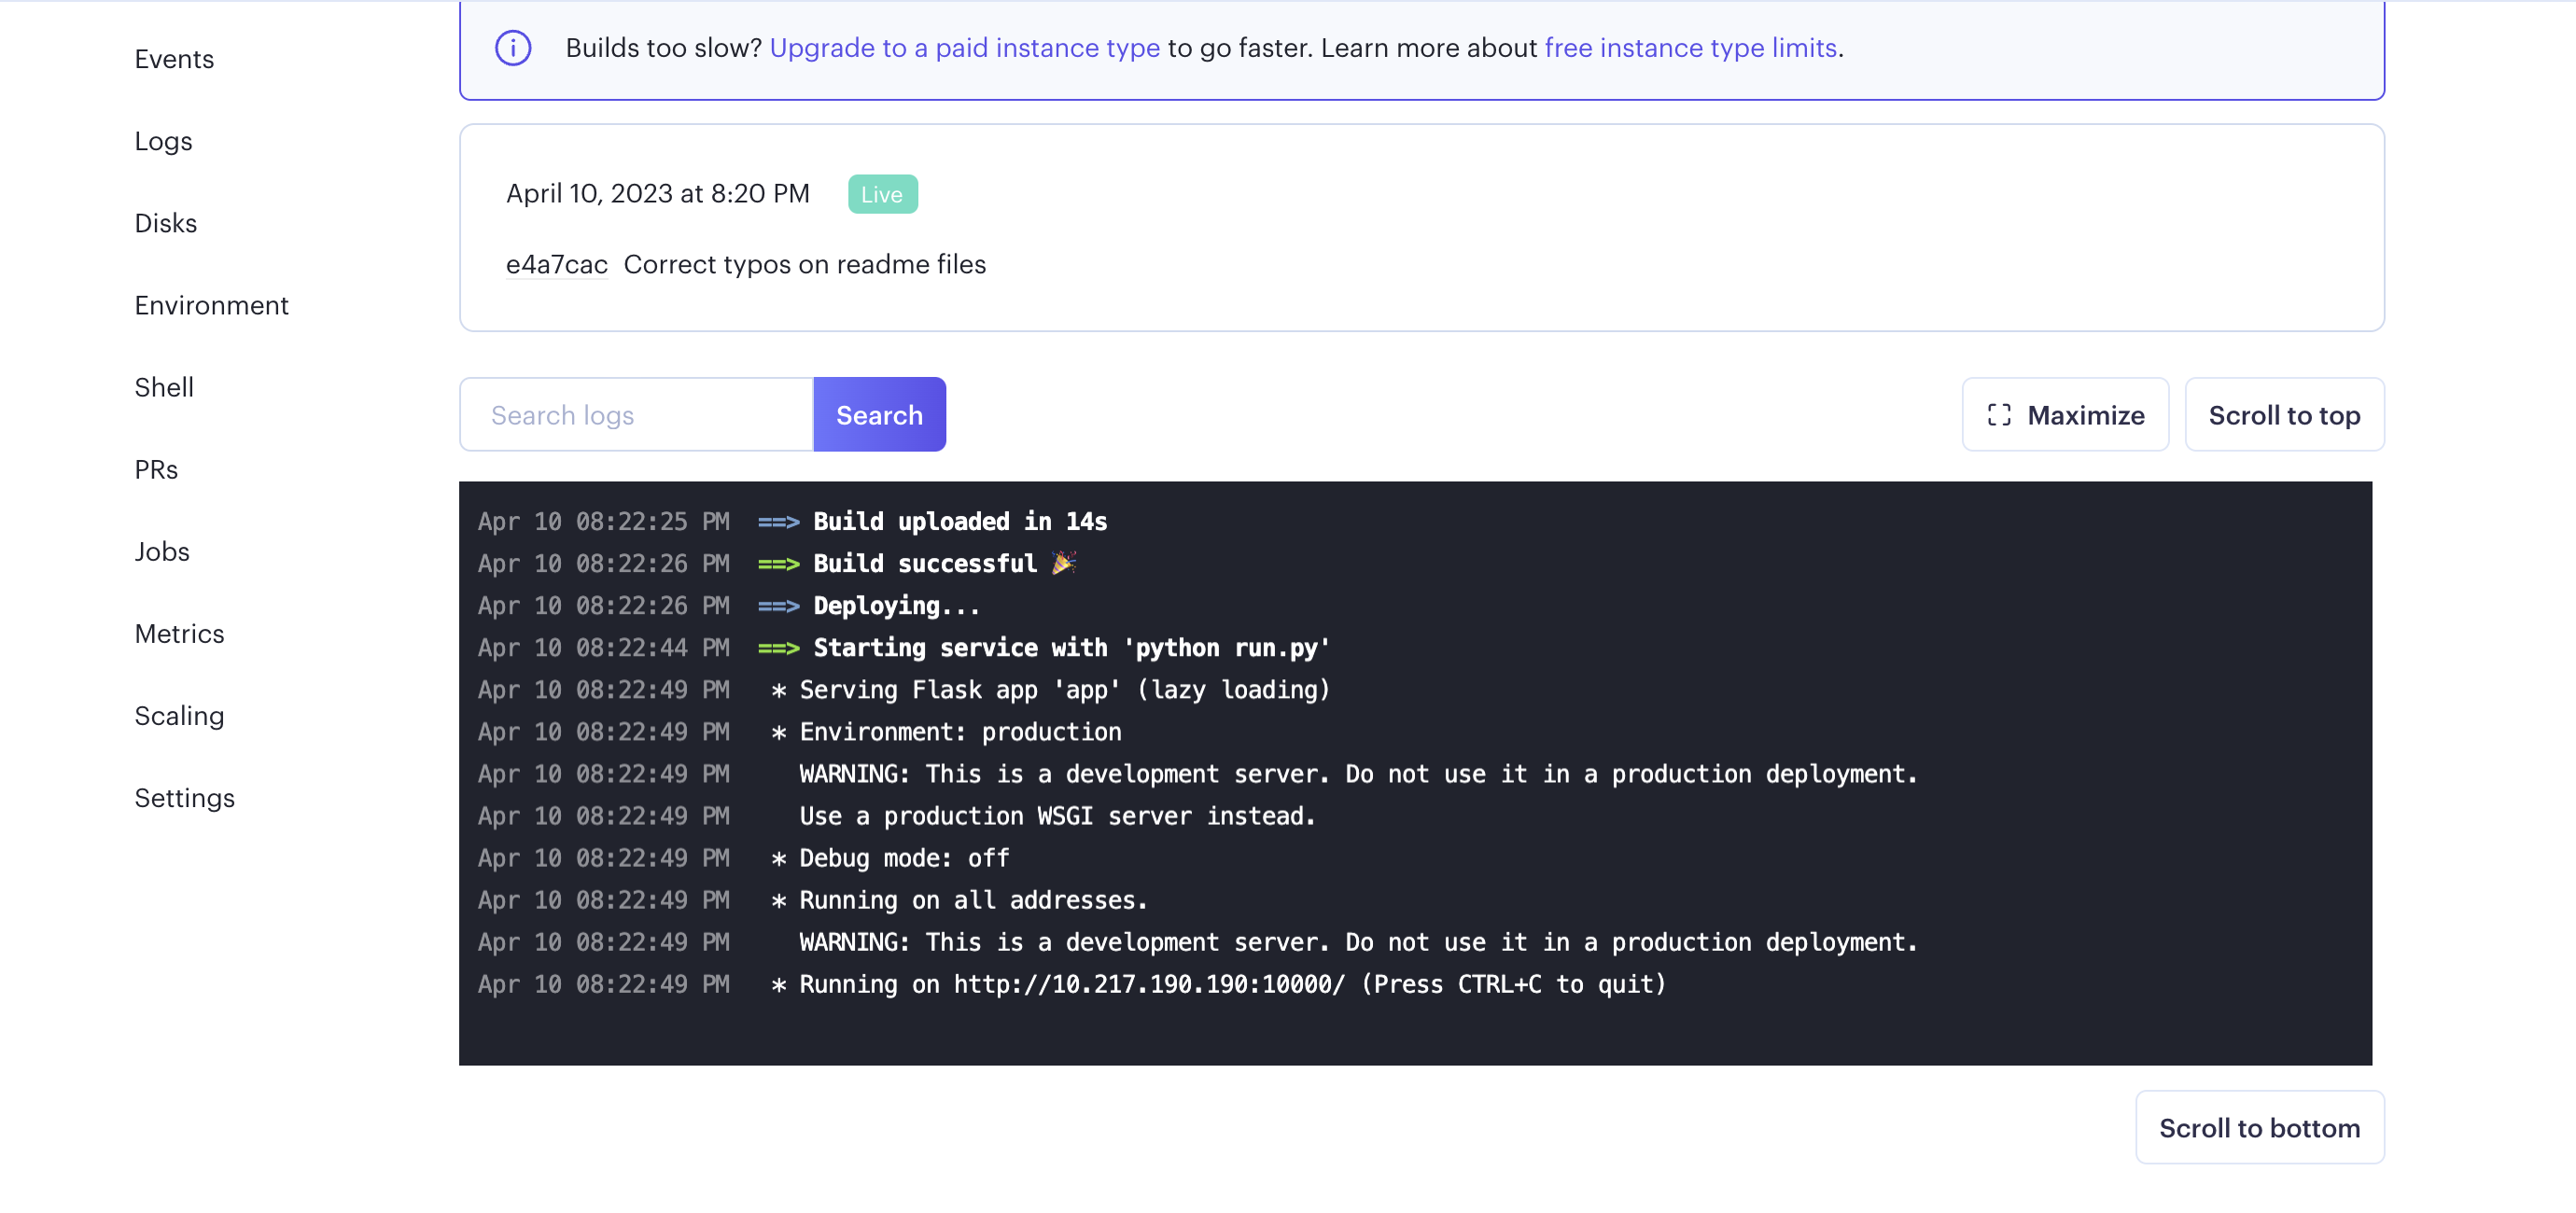 Events
Logs
Disks
Environment
Shell
PRs
Jobs
Metrics
Scaling
Settings
Builds too slow? Upgrade to a paid instance type to go faster. Learn more about free instance type limits.
April 10, 2023 at 8:20 PM Live
e4a7cac Correct typos on readme files
Search logs Search Maximize Scroll to top
Apr 10 08:22:25 PM ==> Build uploaded in 14s
Apr 10 08:22:26 PM ==> Build successful 🎉
Apr 10 08:22:26 PM ==> Deploying...
Apr 10 08:22:44 PM ==> Starting service with 'python run.py'
Apr 10 08:22:49 PM * Serving Flask app 'app' (lazy loading)
Apr 10 08:22:49 PM * Environment: production
Apr 10 08:22:49 PM WARNING: This is a development server. Do not use it in a production deployment.
Apr 10 08:22:49 PM Use a production WSGI server instead.
Apr 10 08:22:49 PM * Debug mode: off
Apr 10 08:22:49 PM * Running on all addresses.
Apr 10 08:22:49 PM WARNING: This is a development server. Do not use it in a production deployment.
Apr 10 08:22:49 PM * Running on http://10.217.190.190:10000/ (Press CTRL+C to quit)
Scroll to bottom